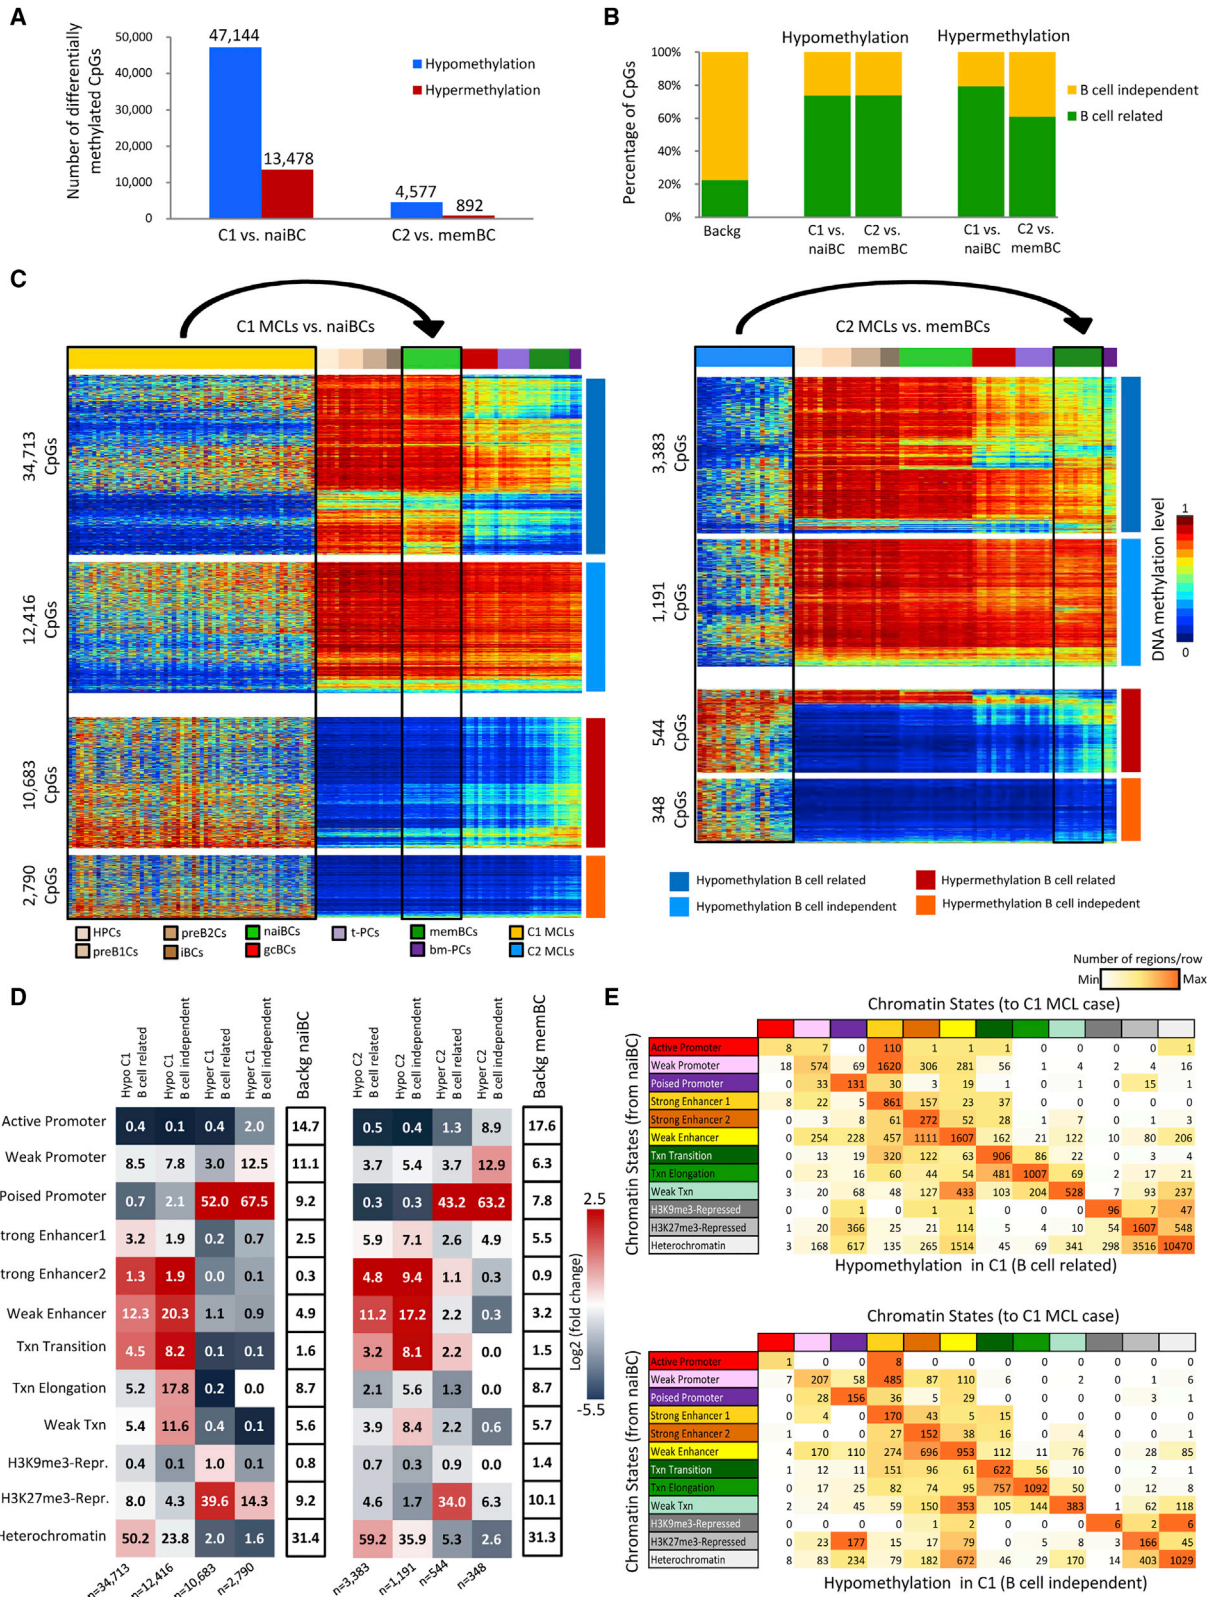 A
Number of differentially
methylated CpGs
50,000
40,000
30,000
20,000
10,000
0
47,144
13,478
4,577
892
Hypomethylation
Hypermethylation
C1 vs. naiBC
C2 vs. memBC
B
Percentage of CpGs
Hypomethylation
Hypermethylation
100%
80%
60%
40%
20%
0%
B cell independent
B cell related
Backg
C1 vs.
naiBC
C2 vs.
memBC
C1 vs.
naiBC
C2 vs.
memBC
C
C1 MCLs vs. naiBCs
34,713
CpGs
12,416
CpGs
10,683
CpGs
2,790
CpGs
C2 MCLs vs. memBCs
3,383
CpGs
1,191
CpGs
544
CpGs
348
CpGs
DNA methylation level
1
0
HPCs
preB2Cs
naiBCs
t-PCs
memBCs
C1 MCLs
preB1Cs
iBCs
gcBCs
bm-PCs
C2 MCLs
Hypomethylation B cell related
Hypomethylation B cell independent
Hypermethylation B cell related
Hypermethylation B cell indepedent
D
Hypo C1
B cell related
Hypo C1
B cell independent
Hyper C1
B cell related
Hyper C1
B cell independent
Backg naiBC
Hypo C2
B cell related
Hypo C2
B cell independent
Hyper C2
B cell related
Hyper C2
B cell independent
Backg memBC
Active Promoter 0.4 0.1 0.4 2.0 14.7 0.5 0.4 1.3 8.9 17.6
Weak Promoter 8.5 7.8 3.0 12.5 11.1 3.7 5.4 3.7 12.9 6.3
Poised Promoter 0.7 2.1 52.0 67.5 9.2 0.3 0.3 43.2 63.2 7.8
trong Enhancer1 3.2 1.9 0.2 0.7 2.5 5.9 7.1 2.6 4.9 5.5
trong Enhancer2 1.3 1.9 0.0 0.1 0.3 4.8 9.4 1.1 0.3 0.9
Weak Enhancer 12.3 20.3 1.1 0.9 4.9 11.2 17.2 2.2 0.3 3.2
Txn Transition 4.5 8.2 0.1 0.1 1.6 3.2 8.1 2.2 0.0 1.5
Txn Elongation 5.2 17.8 0.2 0.0 8.7 2.1 5.6 1.3 0.0 8.7
Weak Txn 5.4 11.6 0.4 0.1 5.6 3.9 8.4 2.2 0.6 5.7
H3K9me3-Repr. 0.4 0.1 1.0 0.1 0.8 0.7 0.3 0.9 0.0 1.4
H3K27me3-Repr. 8.0 4.3 39.6 14.3 9.2 4.6 1.7 34.0 6.3 10.1
Heterochromatin 50.2 23.8 2.0 1.6 31.4 59.2 35.9 5.3 2.6 31.3
n=34,713
n=12,416
n=10,683
n=2,790
n=3,383
n=1,191
n=544
n=348
2.5
Log2 (fold change)
-5.5
E
Number of regions/row
Min
Max
Chromatin States (to C1 MCL case)
Chromatin States (from naiBC)
Active Promoter 8 7 0 110 1 1 1 0 0 0 0 1
Weak Promoter 18 574 69 1620 306 281 56 1 4 2 4 16
Poised Promoter 0 33 131 30 3 19 1 0 1 0 15 1
Strong Enhancer 1 8 22 5 861 157 23 37 0 0 0 0 0
Strong Enhancer 2 0 3 8 61 272 52 28 1 7 0 1 3
Weak Enhancer 0 254 228 457 1111 1607 162 21 122 10 80 206
Txn Transition 0 13 19 320 122 63 906 86 22 0 3 4
Txn Elongation 0 23 16 60 44 54 481 1007 69 2 17 21
Weak Txn 3 20 68 48 127 433 103 204 528 7 93 237
H3K9me3-Repressed 0 0 1 1 0 1 0 0 0 96 7 47
H3K27me3-Repressed 1 20 366 25 21 114 5 4 10 54 1607 548
Heterochromatin 3 168 617 135 265 1514 45 69 341 298 3516 10470
Hypomethylation in C1 (B cell related)
Chromatin States (to C1 MCL case)
Chromatin States (from naiBC)
Active Promoter 1 0 0 8 0 0 0 0 0 0 0 0
Weak Promoter 7 207 58 485 87 110 6 0 2 0 1 6
Poised Promoter 0 28 156 36 5 29 0 0 0 0 3 1
Strong Enhancer 1 0 4 0 170 43 5 15 0 0 0 0 0
Strong Enhancer 2 1 0 0 27 152 38 16 0 4 0 0 0
Weak Enhancer 4 170 110 274 696 953 112 11 76 0 28 85
Txn Transition 1 12 11 151 96 61 622 56 10 0 2 1
Txn Elongation 0 17 25 82 74 95 757 1092 50 0 12 8
Weak Txn 2 24 45 59 150 353 105 144 383 1 62 118
H3K9me3-Repressed 0 0 0 0 1 2 0 0 0 6 2 6
H3K27me3-Repressed 1 23 177 15 17 79 0 5 8 3 166 45
Heterochromatin 8 83 234 79 182 672 46 29 170 14 403 1029
Hypomethylation in C1 (B cell independent)